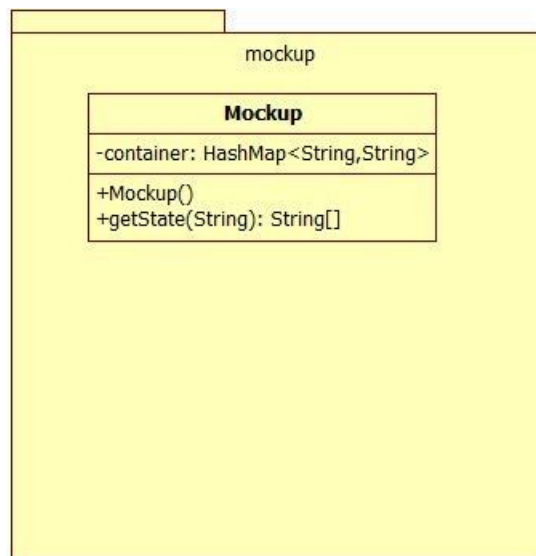 mockup
Mockup
-container: HashMap<String,String>
+Mockup()
+getState(String): String[]